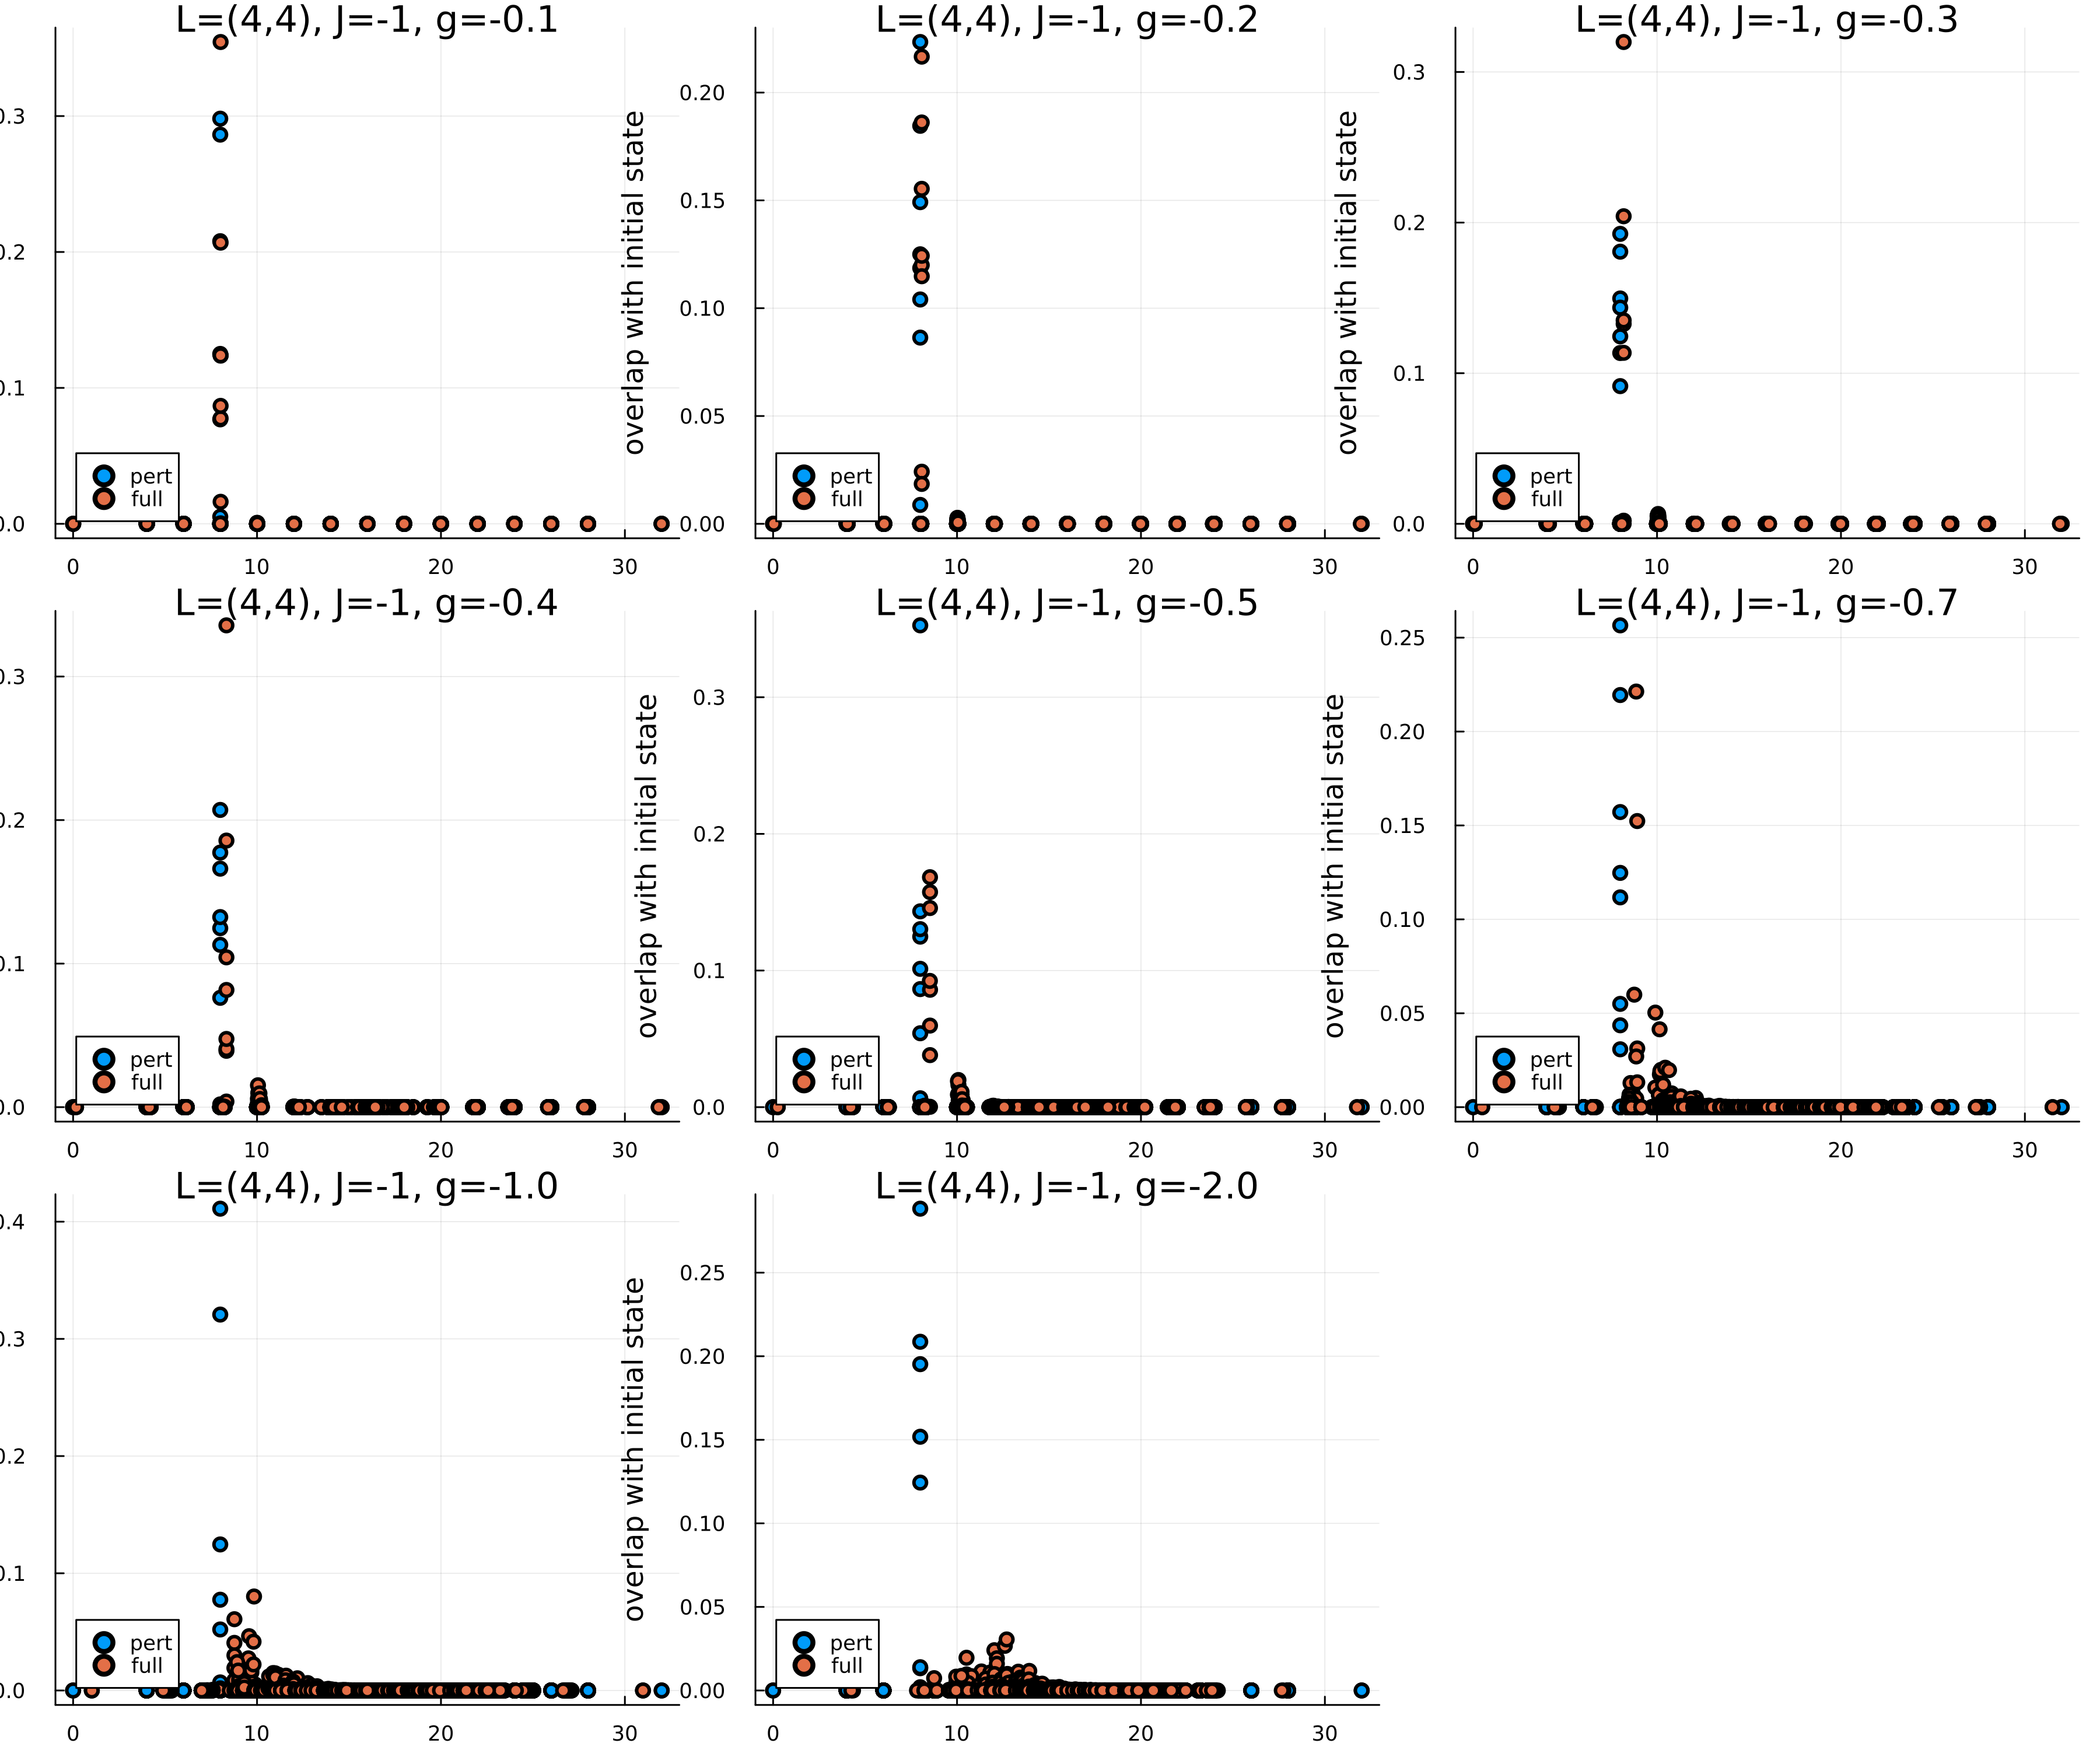 L=(4,4), J=-1, g=-0.1
0.3
0.2
0.1
0.0
pert
full
0 10 20 30
L=(4,4), J=-1, g=-0.2
overlap with initial state
0.20
0.15
0.10
0.05
0.00
pert
full
0 10 20 30
L=(4,4), J=-1, g=-0.3
overlap with initial state
0.3
0.2
0.1
0.0
pert
full
0 10 20 30
L=(4,4), J=-1, g=-0.4
0.3
0.2
0.1
0.0
pert
full
0 10 20 30
L=(4,4), J=-1, g=-0.5
overlap with initial state
0.3
0.2
0.1
0.0
pert
full
0 10 20 30
L=(4,4), J=-1, g=-0.7
overlap with initial state
0.25
0.20
0.15
0.10
0.05
0.00
pert
full
0 10 20 30
L=(4,4), J=-1, g=-1.0
0.4
0.3
0.2
0.1
0.0
pert
full
0 10 20 30
L=(4,4), J=-1, g=-2.0
overlap with initial state
0.25
0.20
0.15
0.10
0.05
0.00
pert
full
0 10 20 30